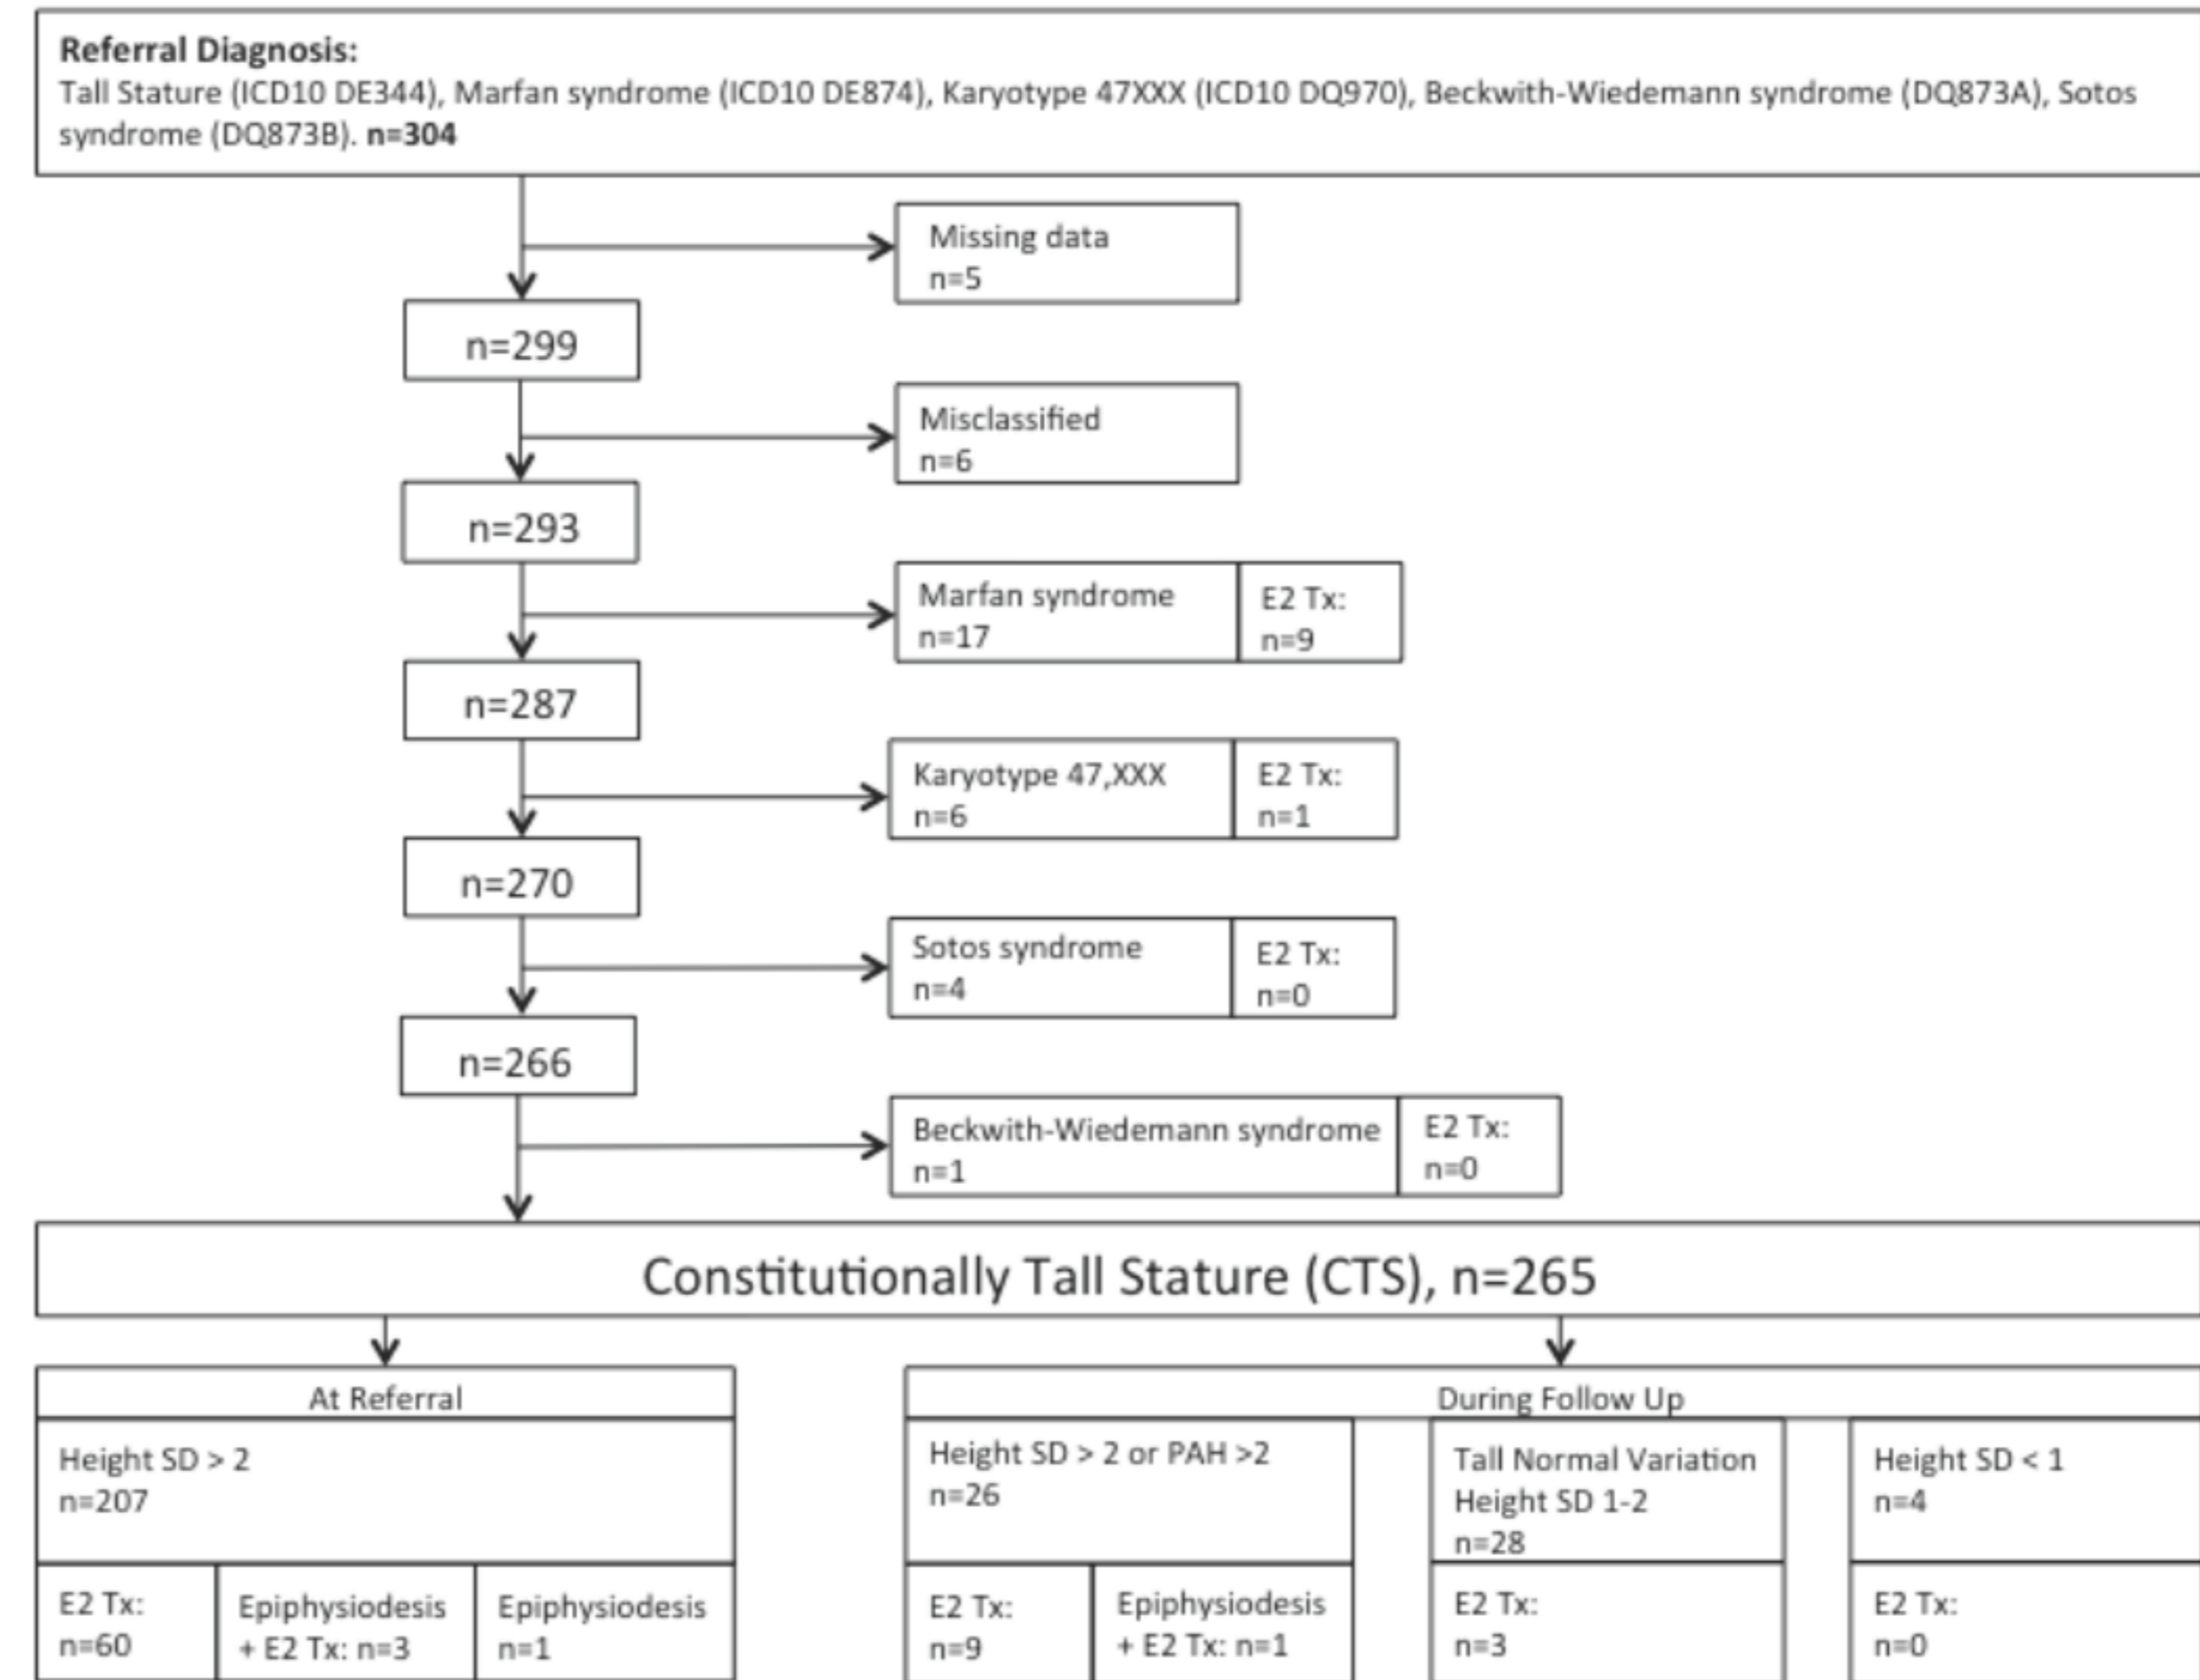 Referral Diagnosis:
Tall Stature (ICD10 DE344), Marfan syndrome (ICD10 DE874), Karyotype 47XXX (ICD10 DQ970), Beckwith-Wiedemann syndrome (DQ873A), Sotos
syndrome (DQ873B). n=304
Missing data
n=5
n=299
Misclassified
n=6
n=293
Marfan syndrome
n=17
E2 Tx:
n=9
n=287
Karyotype 47,XXX
n=6
E2 Tx:
n=1
n=270
Sotos syndrome
n=4
E2 Tx:
n=0
n=266
Beckwith-Wiedemann syndrome
n=1
E2 Tx:
n=0
Constitutionally Tall Stature (CTS), n=265
At Referral
Height SD > 2
n=207
E2 Tx:
n=60
Epiphysiodesis
+ E2 Tx: n=3
Epiphysiodesis
n=1
During Follow Up
Height SD > 2 or PAH >2
n=26
E2 Tx:
n=9
Epiphysiodesis
+ E2 Tx: n=1
Tall Normal Variation
Height SD 1-2
n=28
E2 Tx:
n=3
Height SD < 1
n=4
E2 Tx:
n=0